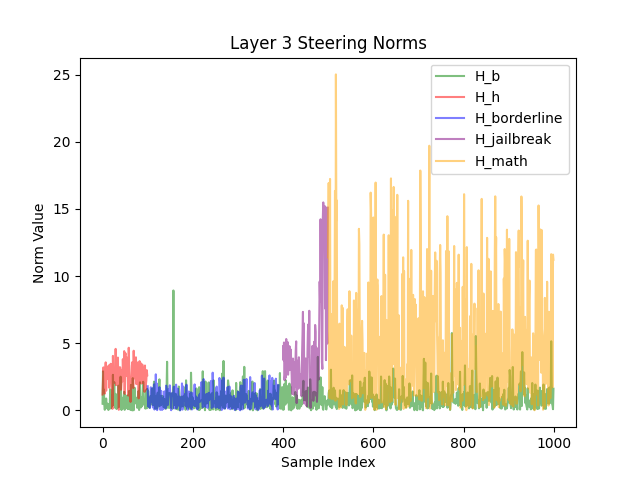 Layer 3 Steering Norms
25
20
15
10
5
0
Norm Value
H_b
H_h
H_borderline
H_jailbreak
H_math
0 200 400 600 800 1000
Sample Index